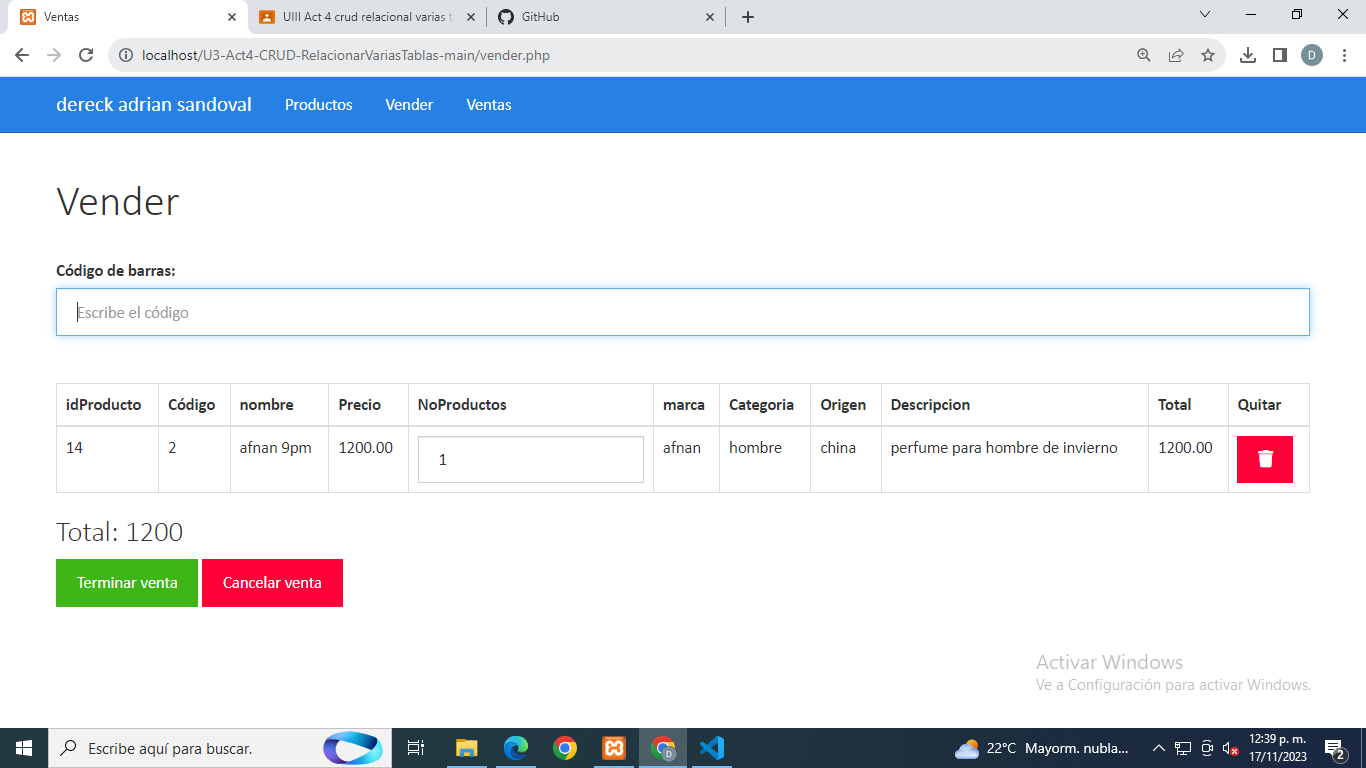 Ventas
UIII Act 4 crud relacional varias t
GitHub
localhost/U3-Act4-CRUD-RelacionarVariasTablas-main/vender.php
D
dereck adrian sandoval Productos Vender Ventas
Vender
Código de barras:
Escribe el código
idProducto Código nombre Precio NoProductos marca Categoria Origen Descripcion Total Quitar
14 2 afnan 9pm 1200.00 1 afnan hombre china perfume para hombre de invierno 1200.00
Total: 1200
Terminar venta Cancelar venta
Activar Windows
Ve a Configuración para activar Windows.
Escribe aquí para buscar.
D
22°C Mayorm. nubla...
12:39 p. m.
17/11/2023
2